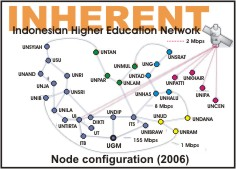 INHERENT
Indonesian Higher Education Network
2 Mbps
UNSYIAH
USU
UNAND
UNRI
UNJA
UNSRI
UNIB
UNILA
UI
UNTIRTA
ITB
DIKTI
UT
UNDIP
UGM
ITS
UNIBRAW
UNUD
UNRAM
UNDANA
UNTAN
UNMUL
UNPAR
UNLAM
UNG
UNTAD
UNSRAT
UNHAS
UNHALU
UNPATTI
UNKHAIR
UNIPA
UNCEN
8 Mbps
155 Mbps
1 Mbps
Node configuration (2006)